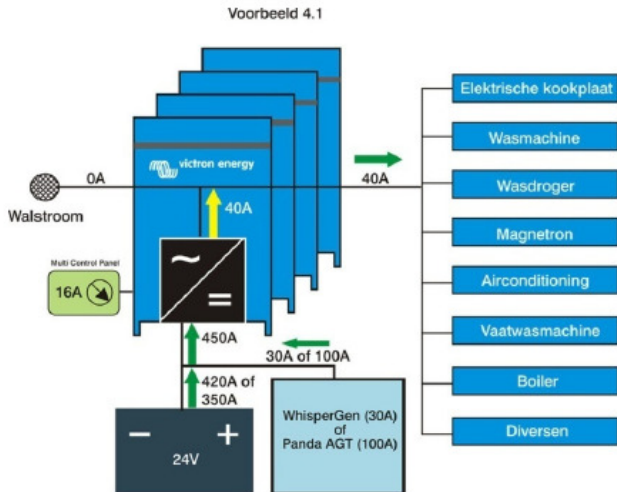 Voorbeeld 4.1
victron energy
0A
Walstroom
40A
40A
Multi Control Panel
16A
~
=
450A
30A of 100A
420A of
350A
− +
24V
WhisperGen (30A)
of
Panda AGT (100A)
Elektrische kookplaat
Wasmachine
Wasdroger
Magnetron
Airconditioning
Vaatwasmachine
Boiler
Diversen